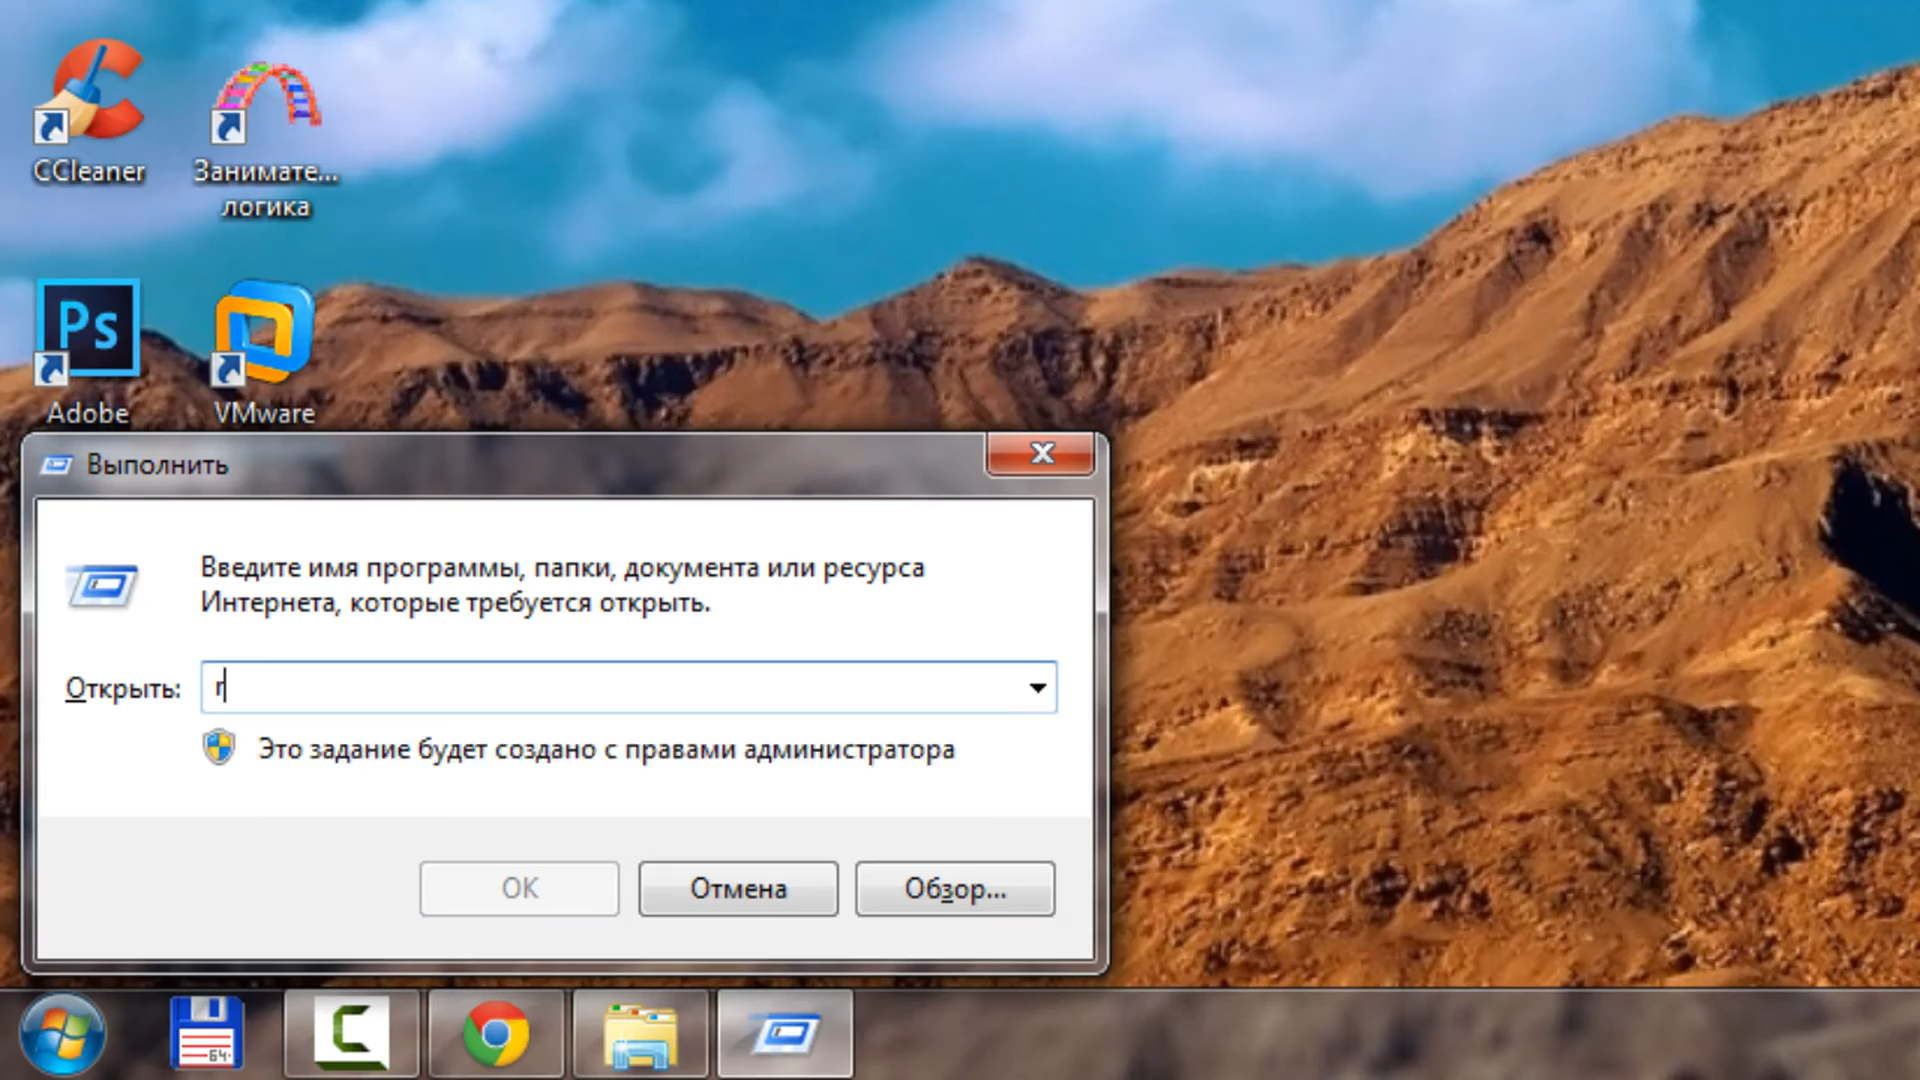 CCleaner
Занимате...
логика
Ps
Adobe
VMware
Выполнить
Введите имя программы, папки, документа или ресурса
Интернета, которые требуется открыть.
Открыть:
r
Это задание будет создано с правами администратора
OK
Отмена
Обзор...
64